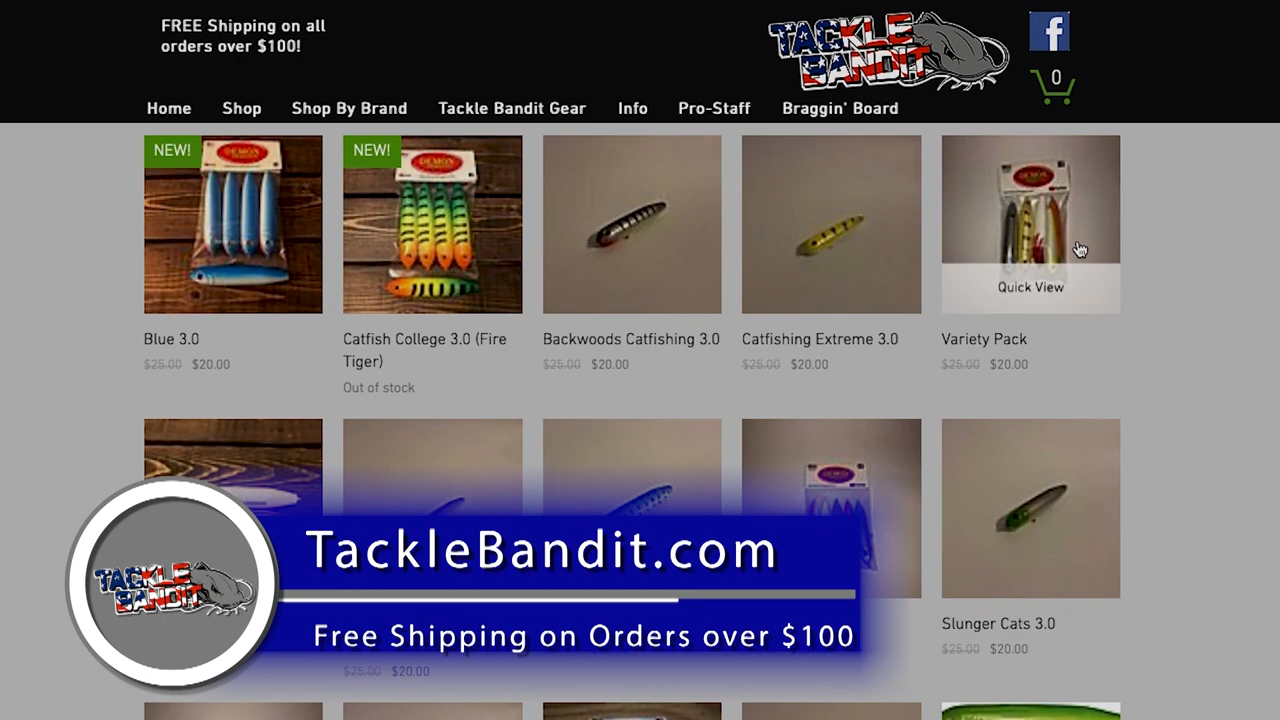 FREE Shipping on all
orders over $100!
TACKLE
BANDIT
f
0
Home Shop Shop By Brand Tackle Bandit Gear Info Pro-Staff Braggin' Board
NEW!
DEMON
NEW!
DEMON
DEMON
Quick View
Blue 3.0
$25.00 $20.00
Catfish College 3.0 (Fire
Tiger)
Out of stock
Backwoods Catfishing 3.0
$25.00 $20.00
Catfishing Extreme 3.0
$25.00 $20.00
Variety Pack
$25.00 $20.00
TACKLE
BANDIT
TackleBandit.com
Free Shipping on Orders over $100
$25.00 $20.00
Slunger Cats 3.0
$25.00 $20.00